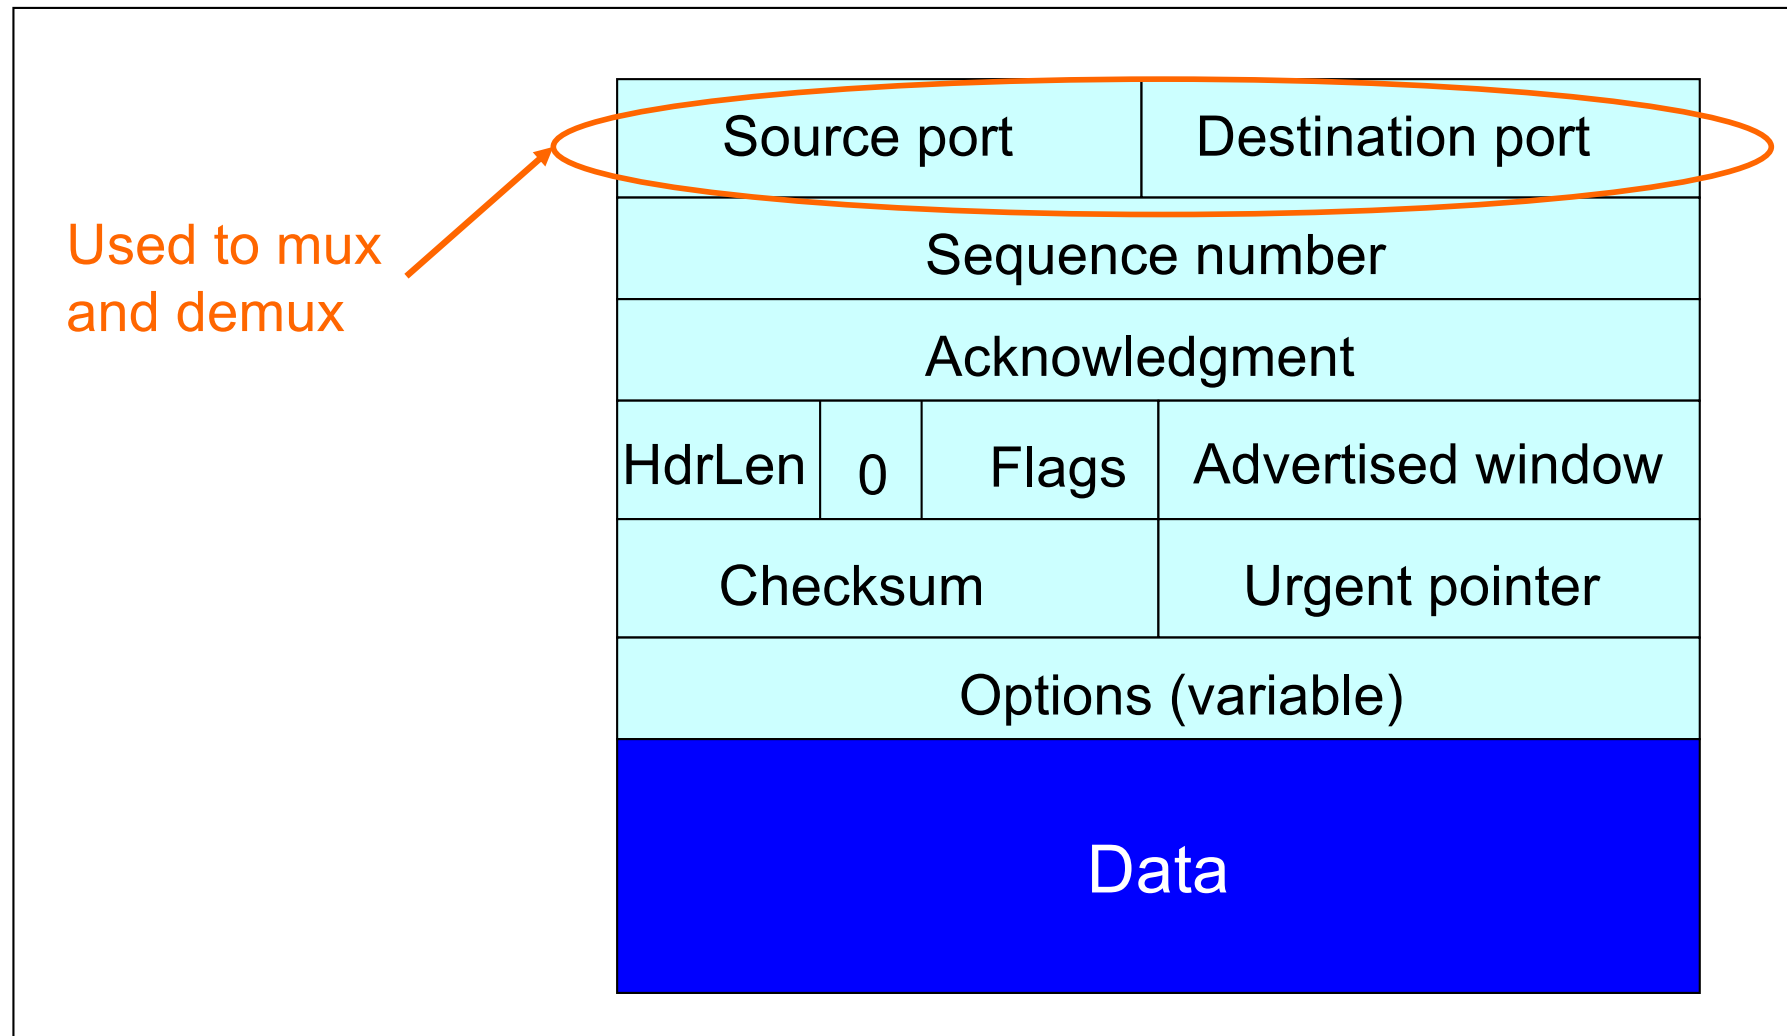 Source port
Destination port
Used to mux
and demux
Sequence number
Acknowledgment
HdrLen
0
Flags
Advertised window
Checksum
Urgent pointer
Options (variable)
Data